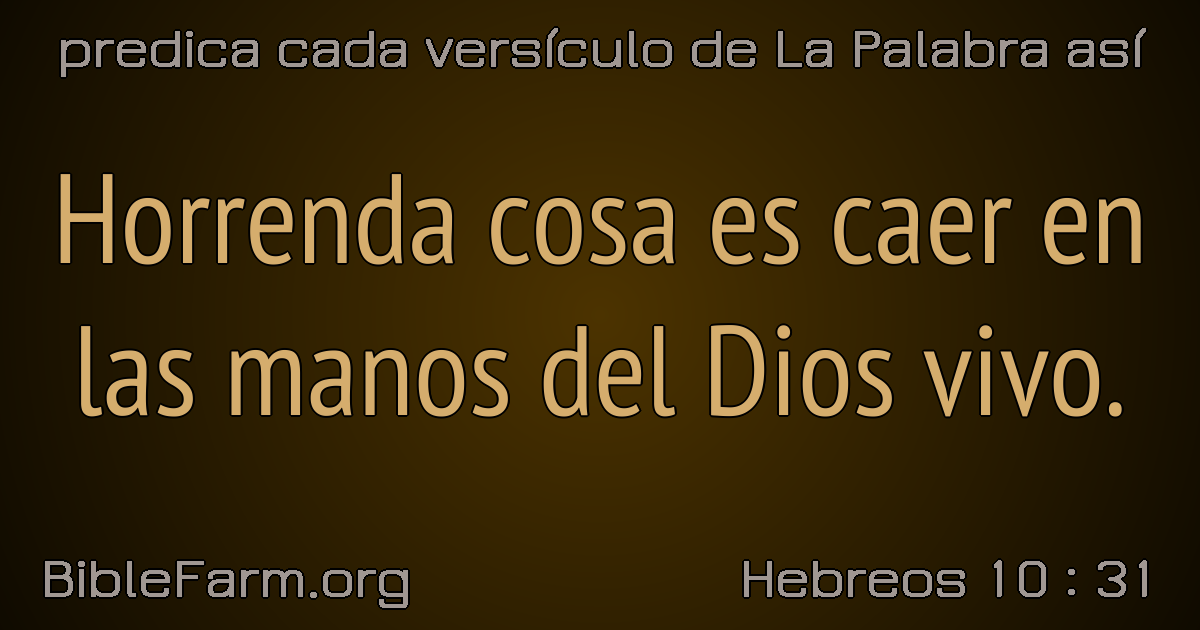 predica cada versículo de La Palabra así
Horrenda cosa es caer en
las manos del Dios vivo.
BibleFarm.org
Hebreos 10 : 31